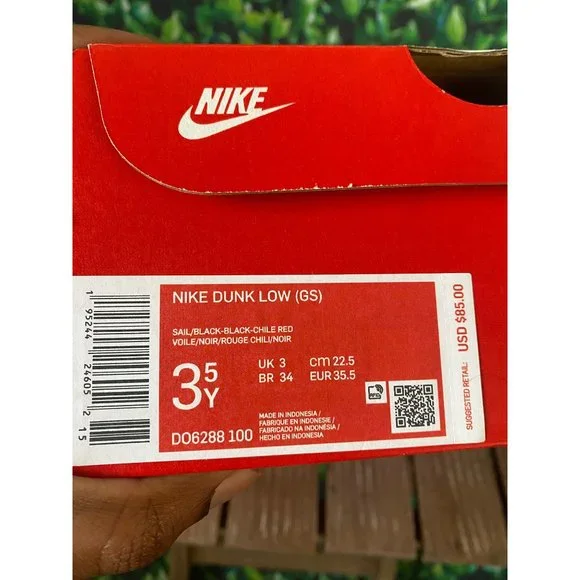 NIKE
NIKE DUNK LOW (GS)
SAIL/BLACK-BLACK-CHILE RED
VOILE/NOIR/ROUGE CHILI/NOIR
3 5 Y
UK 3 CM 22.5
BR 34 EUR 35.5
DO6288 100
MADE IN INDONESIA /
FABRIQUE EN INDONESIE /
FABRICADO NA INDONÉSIA /
HECHO EN INDONESIA
SUGGESTED RETAIL: USD $85.00
1 95244 24605 2 15